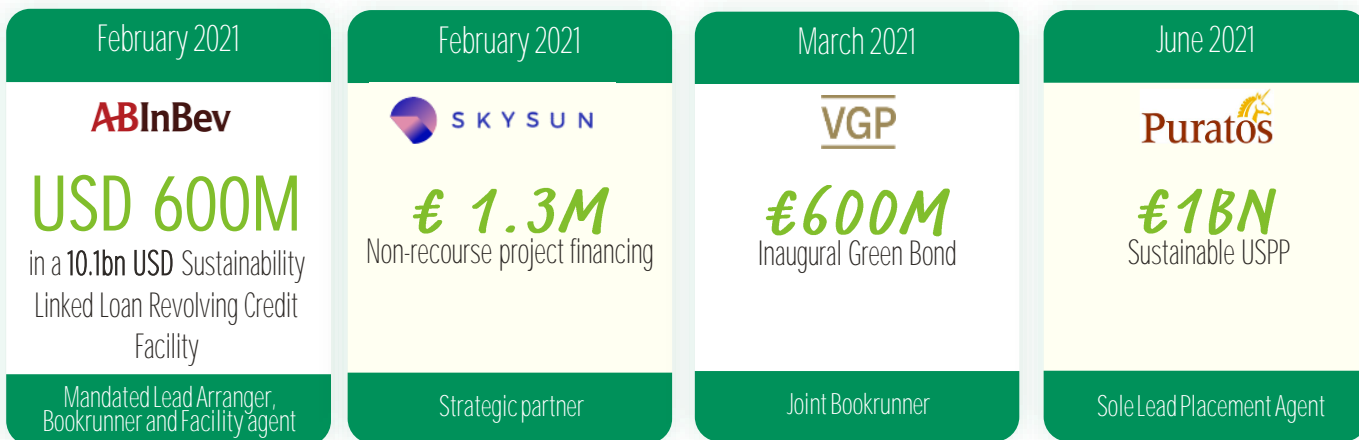 February 2021
ABInBev
USD 600M
in a 10.1bn USD Sustainability
Linked Loan Revolving Credit
Facility
Mandated Lead Arranger,
Bookrunner and Facility agent
February 2021
SKYSUN
€ 1.3M
Non-recourse project financing
Strategic partner
March 2021
VGP
€600M
Inaugural Green Bond
Joint Bookrunner
June 2021
Puratos
€1BN
Sustainable USPP
Sole Lead Placement Agent